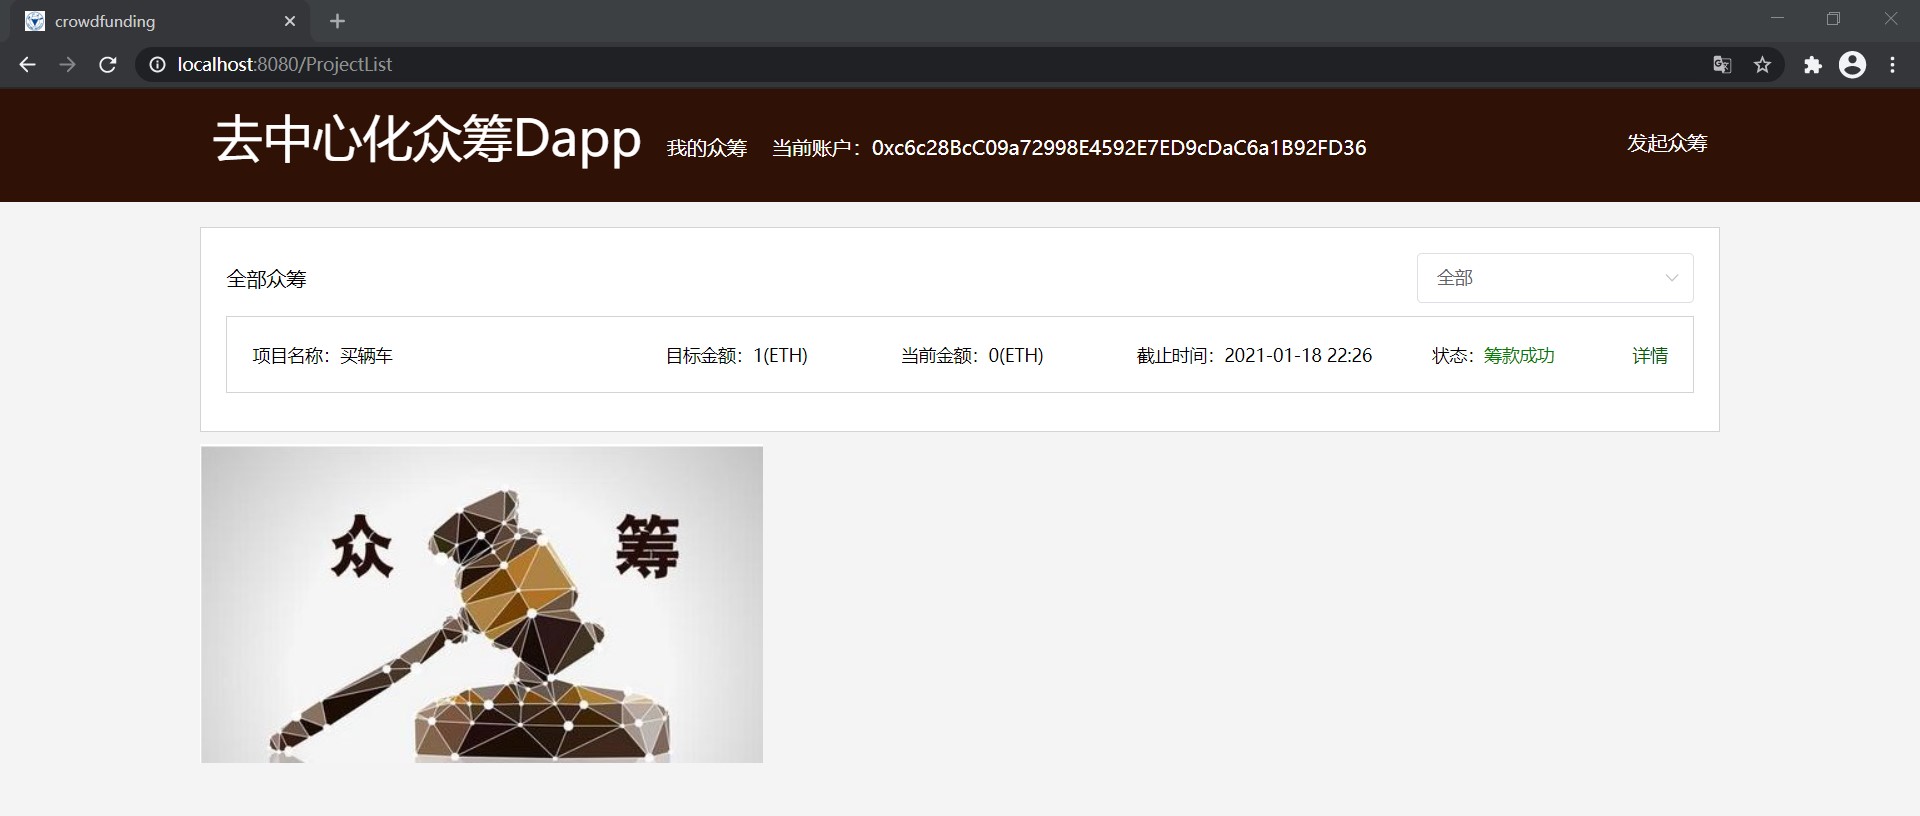 crowdfunding
localhost:8080/ProjectList
去中心化众筹Dapp 我的众筹 当前账户：0xc6c28BcC09a72998E4592E7ED9cDaC6a1B92FD36 发起众筹
全部众筹 全部
项目名称：买辆车 目标金额：1(ETH) 当前金额：0(ETH) 截止时间：2021-01-18 22:26 状态：筹款成功 详情
众 筹